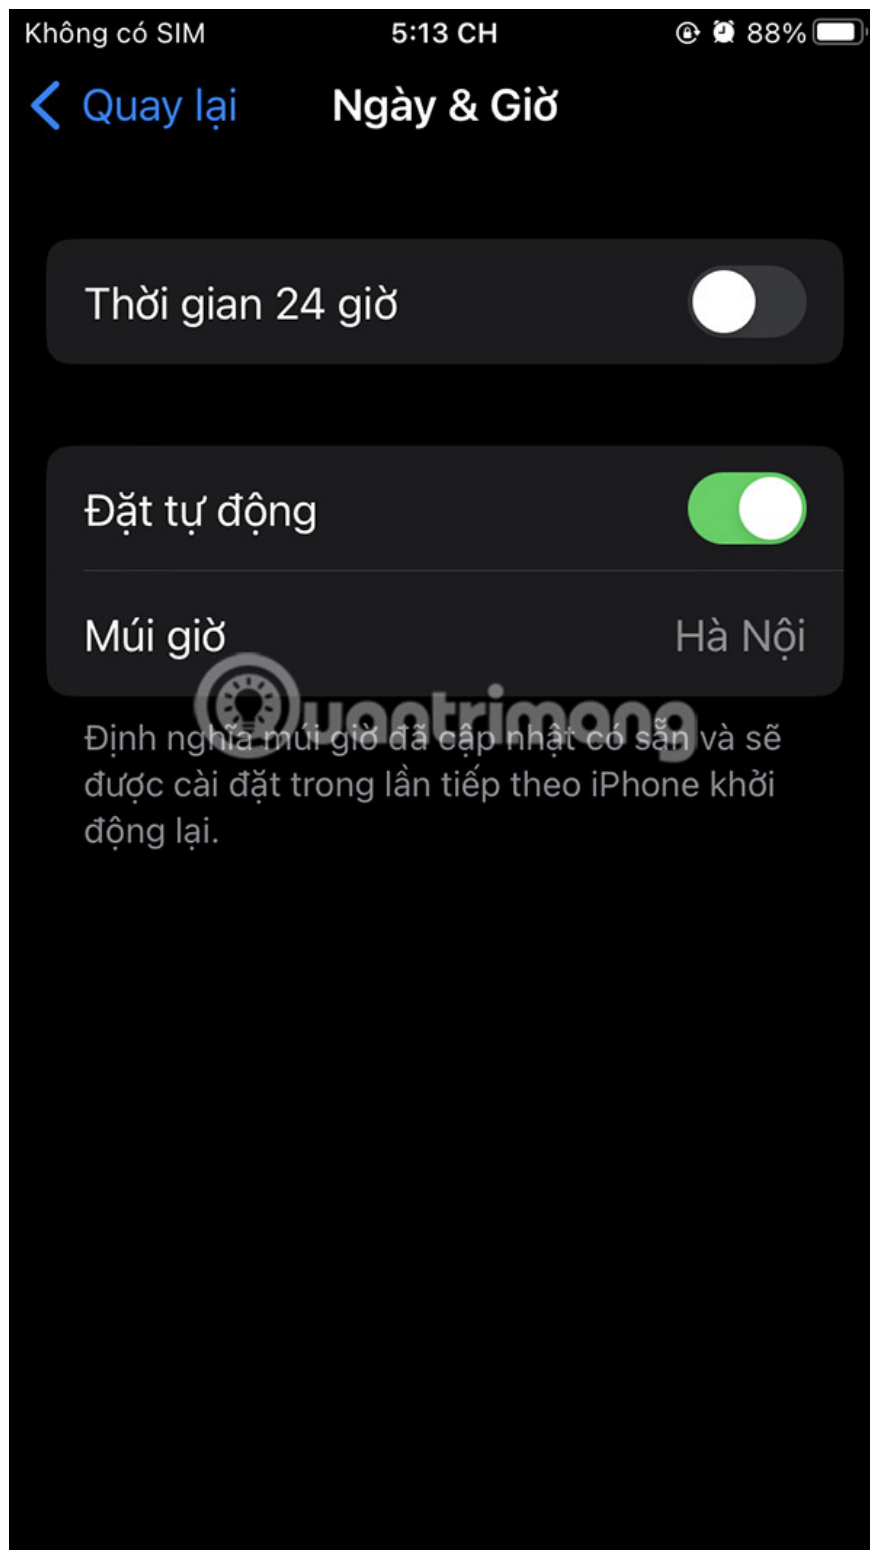 Không có SIM 5:13 CH 88%
Quay lại Ngày & Giờ
Thời gian 24 giờ
Đặt tự động
Múi giờ Hà Nội
Quantrimang
Định nghĩa múi giờ đã cập nhật có sẵn và sẽ
được cài đặt trong lần tiếp theo iPhone khởi
động lại.